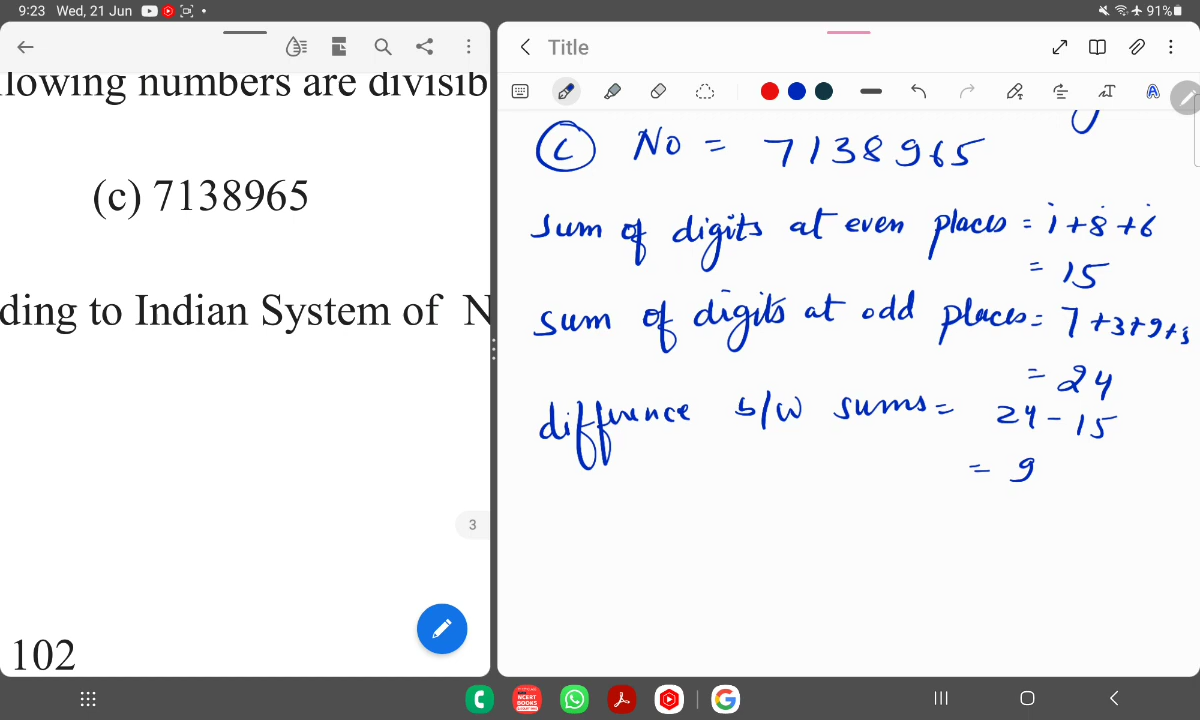 9:23 Wed, 21 Jun
91%
lowing numbers are divisib
(c) 7138965
ding to Indian System of N
3
102
Title
(c) No = 7138965
Sum of digits at even places = 1+8+6
= 15
Sum of digits at odd places = 7+3+9+5
= 24
difference b/w sums = 24-15
= 9
NCERT
BOOKS